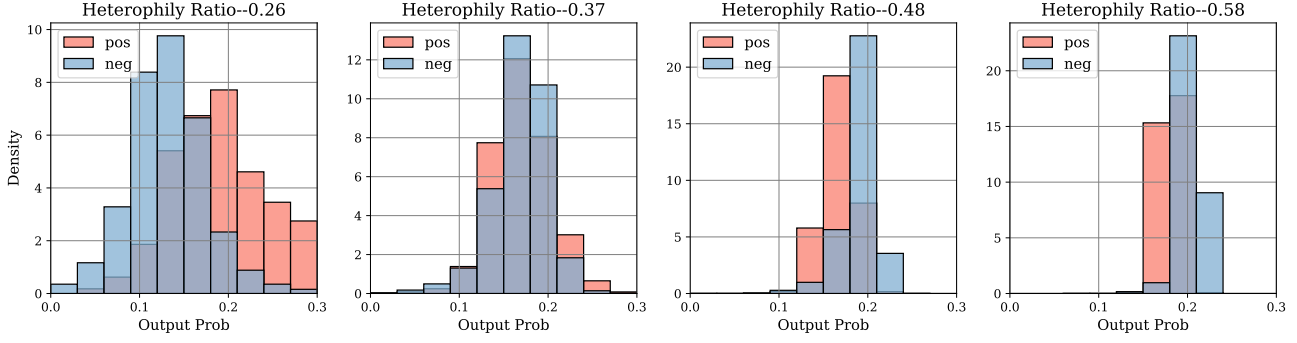 Heterophily Ratio--0.26
pos
neg
Density
0
2
4
6
8
10
0.0
0.1
0.2
0.3
Output Prob
Heterophily Ratio--0.37
pos
neg
0
2
4
6
8
10
12
0.0
0.1
0.2
0.3
Output Prob
Heterophily Ratio--0.48
pos
neg
0
5
10
15
20
0.0
0.1
0.2
0.3
Output Prob
Heterophily Ratio--0.58
pos
neg
0
5
10
15
20
0.0
0.1
0.2
0.3
Output Prob